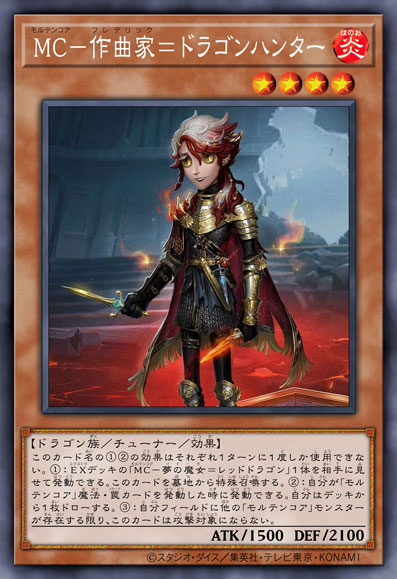 モルテンコア フレデリック ほのお
MC－作曲家＝ドラゴンハンター 炎
【ドラゴン族／チューナー／効果】
このカード名の①②の効果はそれぞれ1ターンに1度しか使用できな
い。①：EXデッキの「MC－夢の魔女＝レッドドラゴン」1体を相手に見
せて発動できる。このカードを墓地から特殊召喚する。②：自分が「モ
ルテンコア」魔法・罠カードを発動した時に発動できる。自分はデッキか
ら1枚ドローする。③：自分フィールドに他の「モルテンコア」モンスター
が存在する限り、このカードは攻撃対象にならない。
ATK/1500 DEF/2100
©スタジオ・ダイス／集英社・テレビ東京・KONAMI